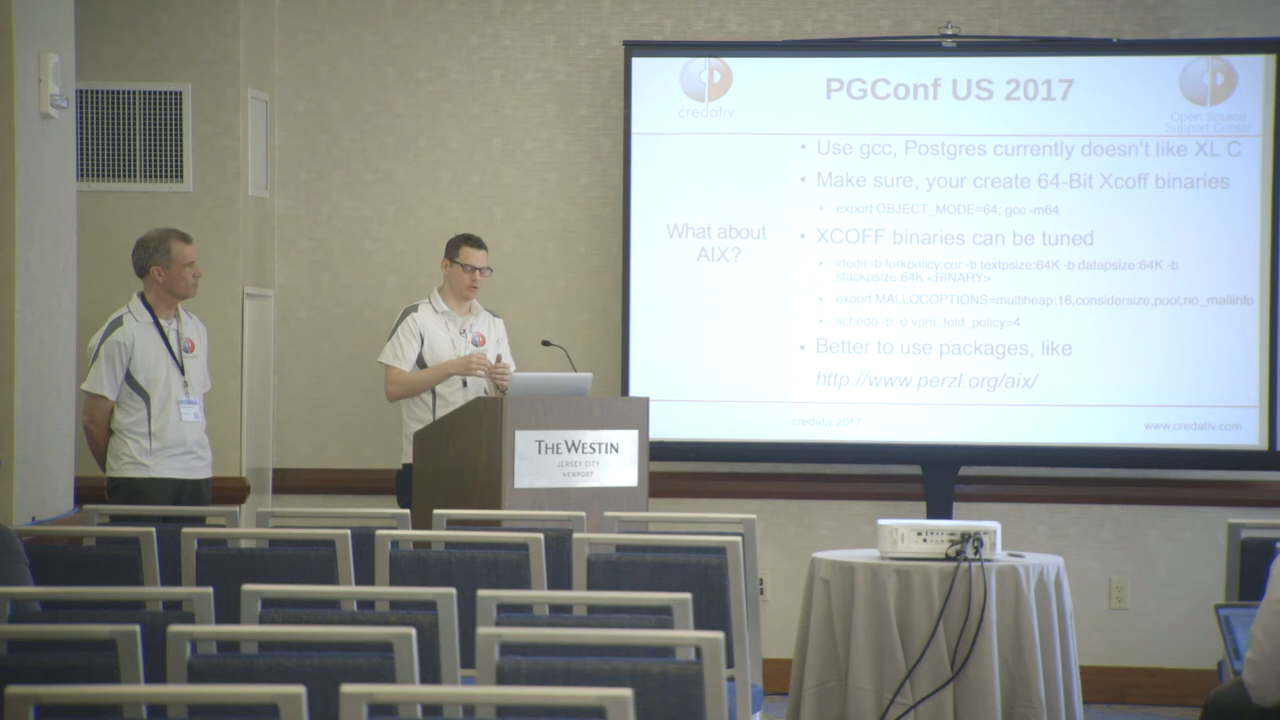 credativ
PGConf US 2017
Open Source
Support Center
What about
AIX?
• Use gcc, Postgres currently doesn't like XL C
• Make sure, your create 64-Bit Xcoff binaries
• export OBJECT_MODE=64; gcc -m64
• XCOFF binaries can be tuned
• ldedit -b forkpolicy:cor -b textpsize:64K -b datapsize:64K -b
stackpsize:64K <BINARY>
• export MALLOCOPTIONS=multiheap:16,considersize,pool,no_mallinfo
• schedo -p -o vpm_fold_policy=4
• Better to use packages, like
http://www.perzl.org/aix/
credativ 2017
www.credativ.com
THE WESTIN
JERSEY CITY
NEWPORT